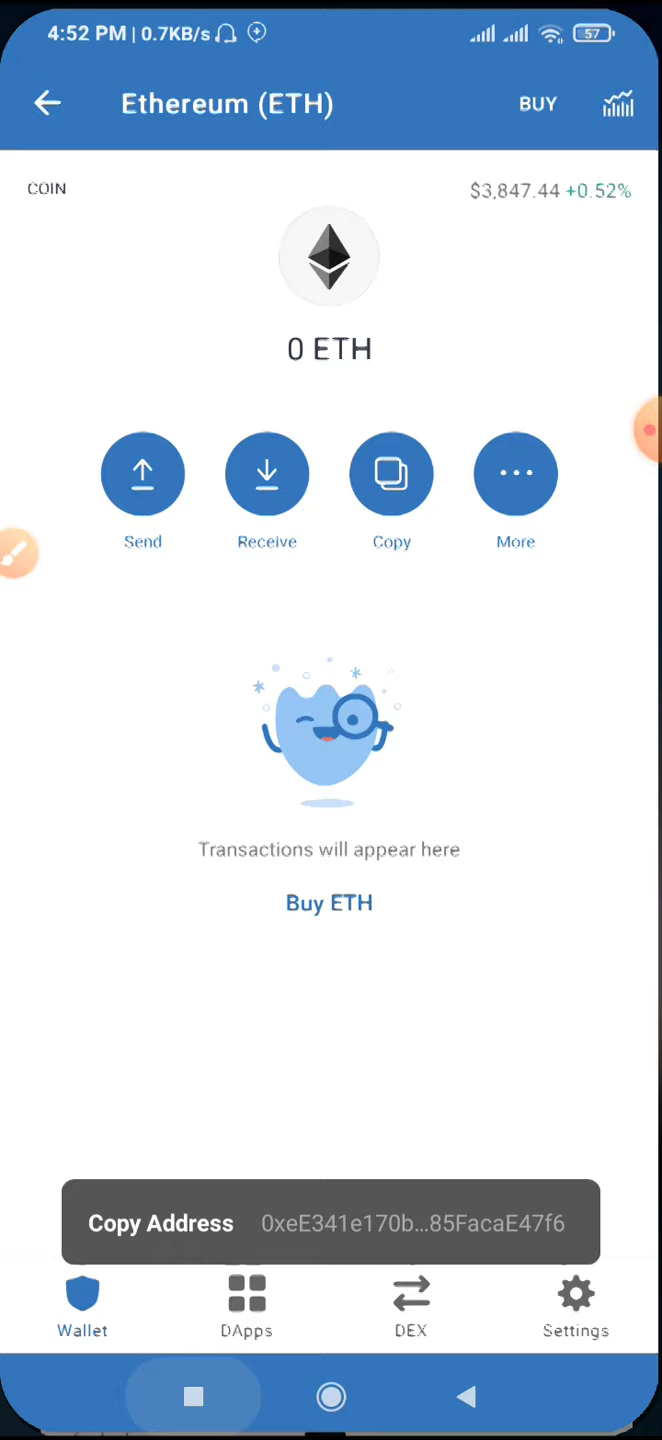 4:52 PM | 0.7KB/s 57
Ethereum (ETH) BUY
COIN $3,847.44 +0.52%
0 ETH
Send Receive Copy More
Transactions will appear here
Buy ETH
Copy Address 0xeE341e170b...85FacaE47f6
Wallet DApps DEX Settings